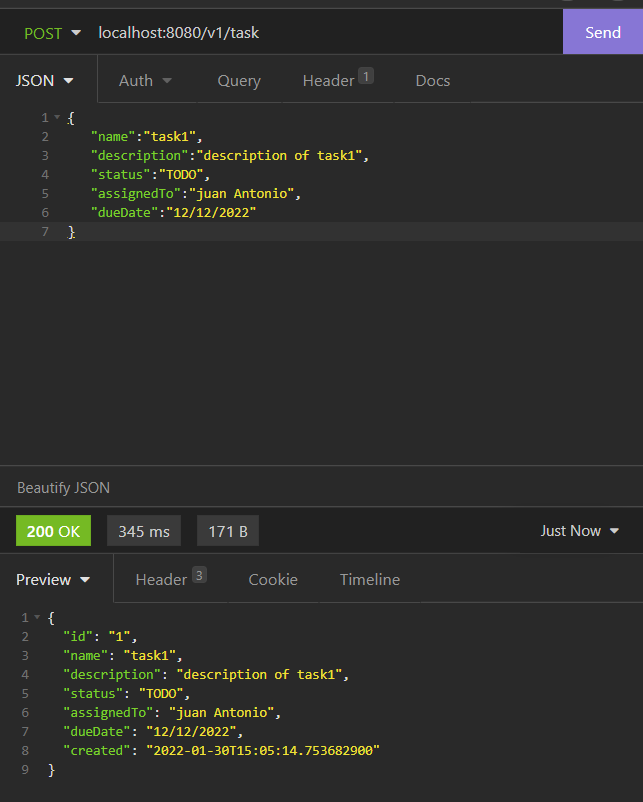 POST localhost:8080/v1/task Send
JSON Auth Query Header 1 Docs
1 {
2 "name":"task1",
3 "description":"description of task1",
4 "status":"TODO",
5 "assignedTo":"juan Antonio",
6 "dueDate":"12/12/2022"
7 }
Beautify JSON
200 OK 345 ms 171 B Just Now
Preview Header 3 Cookie Timeline
1 {
2 "id": "1",
3 "name": "task1",
4 "description": "description of task1",
5 "status": "TODO",
6 "assignedTo": "juan Antonio",
7 "dueDate": "12/12/2022",
8 "created": "2022-01-30T15:05:14.753682900"
9 }